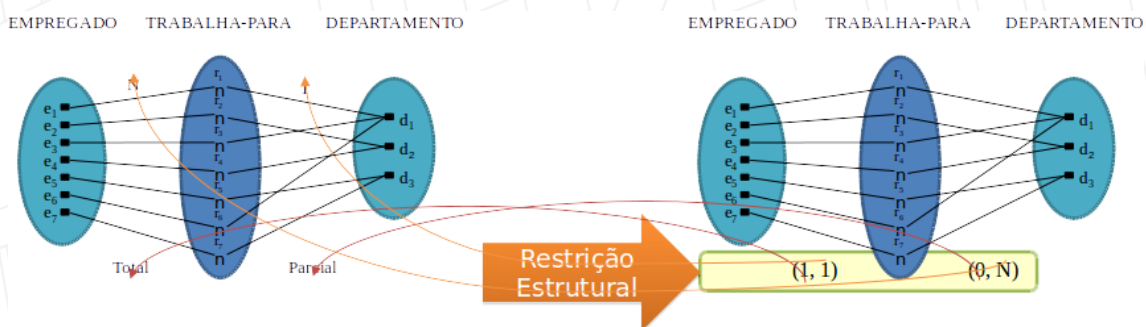 EMPREGADO TRABALHA-PARA DEPARTAMENTO
N
1
e1
e2
e3
e4
e5
e6
e7
r1
n
r2
n
r3
n
r4
n
r5
n
r6
n
r7
n
d1
d2
d3
Total
Parcial
Restrição
Estrutural
EMPREGADO TRABALHA-PARA DEPARTAMENTO
e1
e2
e3
e4
e5
e6
e7
r1
n
r2
n
r3
n
r4
n
r5
n
r6
n
r7
n
d1
d2
d3
(1, 1) (0, N)